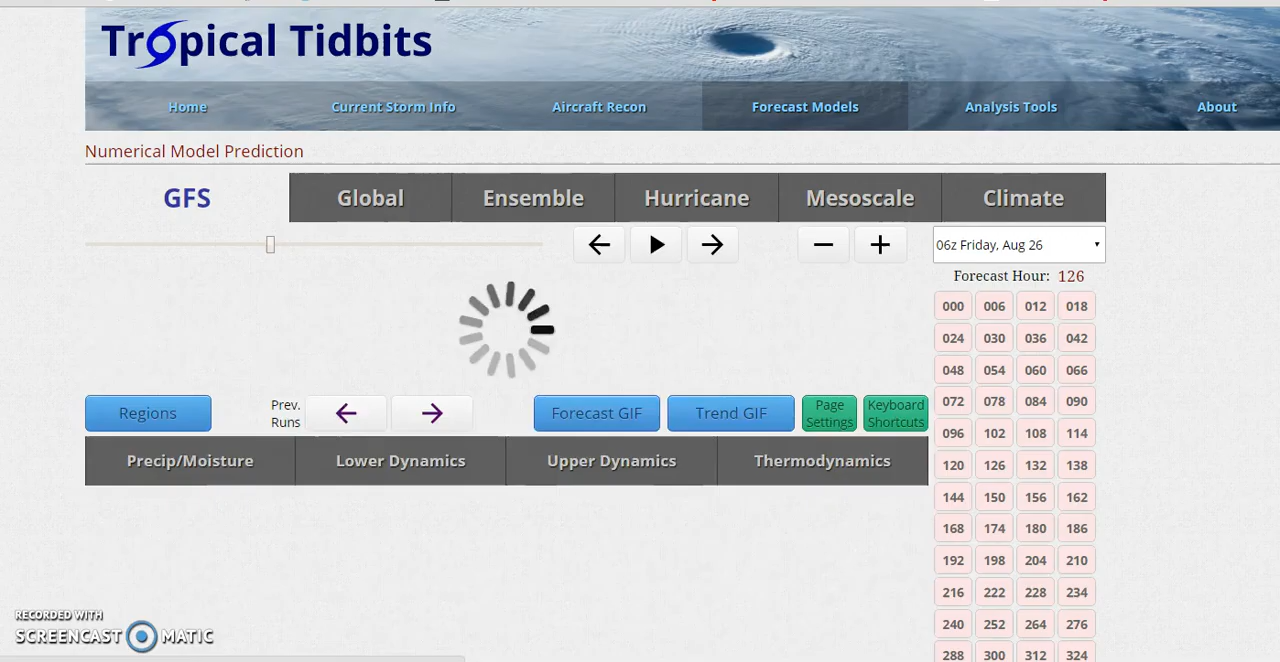 Tropical Tidbits
Home Current Storm Info Aircraft Recon Forecast Models Analysis Tools About
Numerical Model Prediction
GFS Global Ensemble Hurricane Mesoscale Climate
06z Friday, Aug 26
Forecast Hour: 126
000 006 012 018
024 030 036 042
048 054 060 066
072 078 084 090
096 102 108 114
120 126 132 138
144 150 156 162
168 174 180 186
192 198 204 210
216 222 228 234
240 252 264 276
288 300 312 324
Regions
Prev.
Runs
Forecast GIF
Trend GIF
Page
Settings
Keyboard
Shortcuts
Precip/Moisture Lower Dynamics Upper Dynamics Thermodynamics
RECORDED WITH
SCREENCAST MATIC